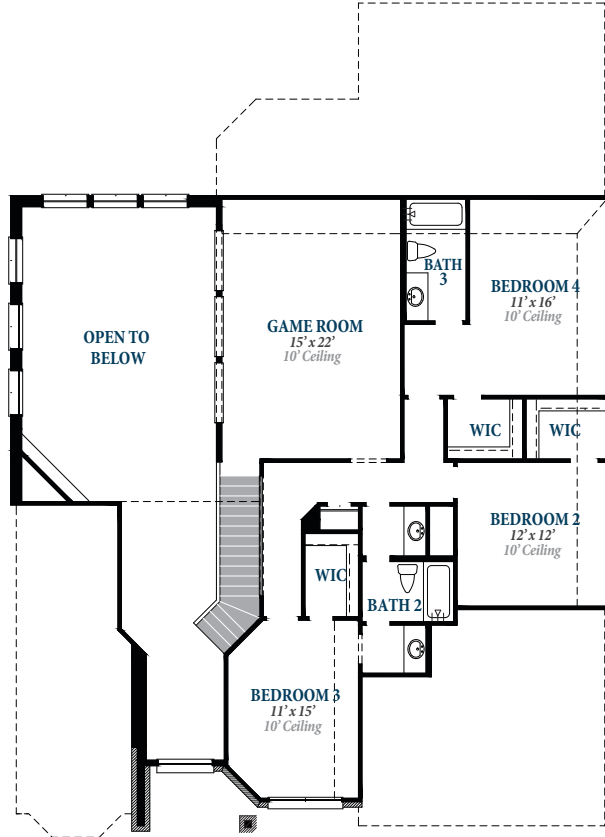 BATH
3
BEDROOM 4
11' x 16'
10' Ceiling
OPEN TO
BELOW
GAME ROOM
15' x 22'
10' Ceiling
WIC
WIC
BEDROOM 2
12' x 12'
10' Ceiling
WIC
BATH 2
BEDROOM 3
11' x 15'
10' Ceiling